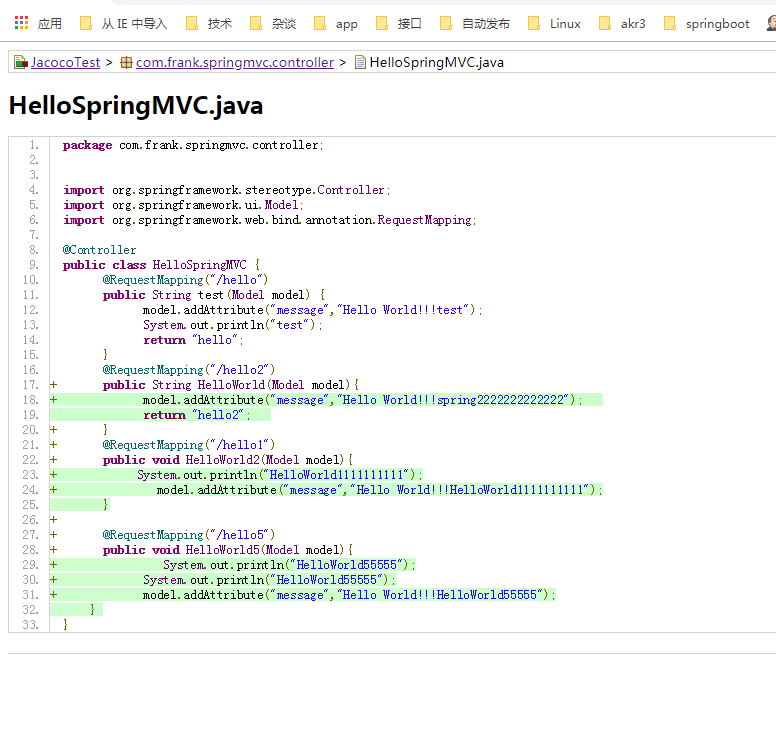 应用 从 IE 中导入 技术 杂谈 app 接口 自动发布 Linux akr3 springboot
JacocoTest > com.frank.springmvc.controller > HelloSpringMVC.java
HelloSpringMVC.java
1. package com.frank.springmvc.controller;
2.
3.
4. import org.springframework.stereotype.Controller;
5. import org.springframework.ui.Model;
6. import org.springframework.web.bind.annotation.RequestMapping;
7.
8. @Controller
9. public class HelloSpringMVC {
10. @RequestMapping("/hello")
11. public String test(Model model) {
12. model.addAttribute("message","Hello World!!!test");
13. System.out.println("test");
14. return "hello";
15. }
16. @RequestMapping("/hello2")
17. + public String HelloWorld(Model model){
18. + model.addAttribute("message","Hello World!!!spring2222222222222");
19. return "hello2";
20. + }
21. + @RequestMapping("/hello1")
22. + public void HelloWorld2(Model model){
23. + System.out.println("HelloWorld1111111111");
24. + model.addAttribute("message","Hello World!!!HelloWorld1111111111");
25. }
26. +
27. + @RequestMapping("/hello5")
28. + public void HelloWorld5(Model model){
29. + System.out.println("HelloWorld55555");
30. + System.out.println("HelloWorld55555");
31. + model.addAttribute("message","Hello World!!!HelloWorld55555");
32. }
33. }